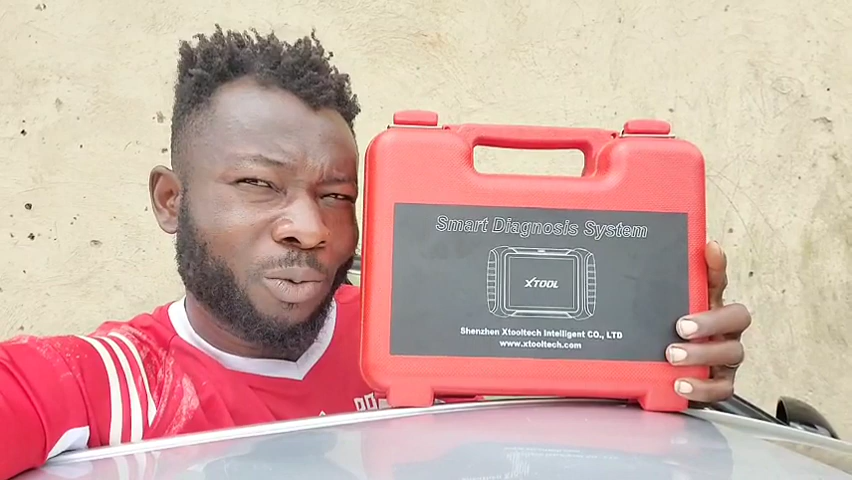 Smart Diagnosis System
XTOOL
Shenzhen Xtooltech Intelligent CO., LTD
www.xtooltech.com